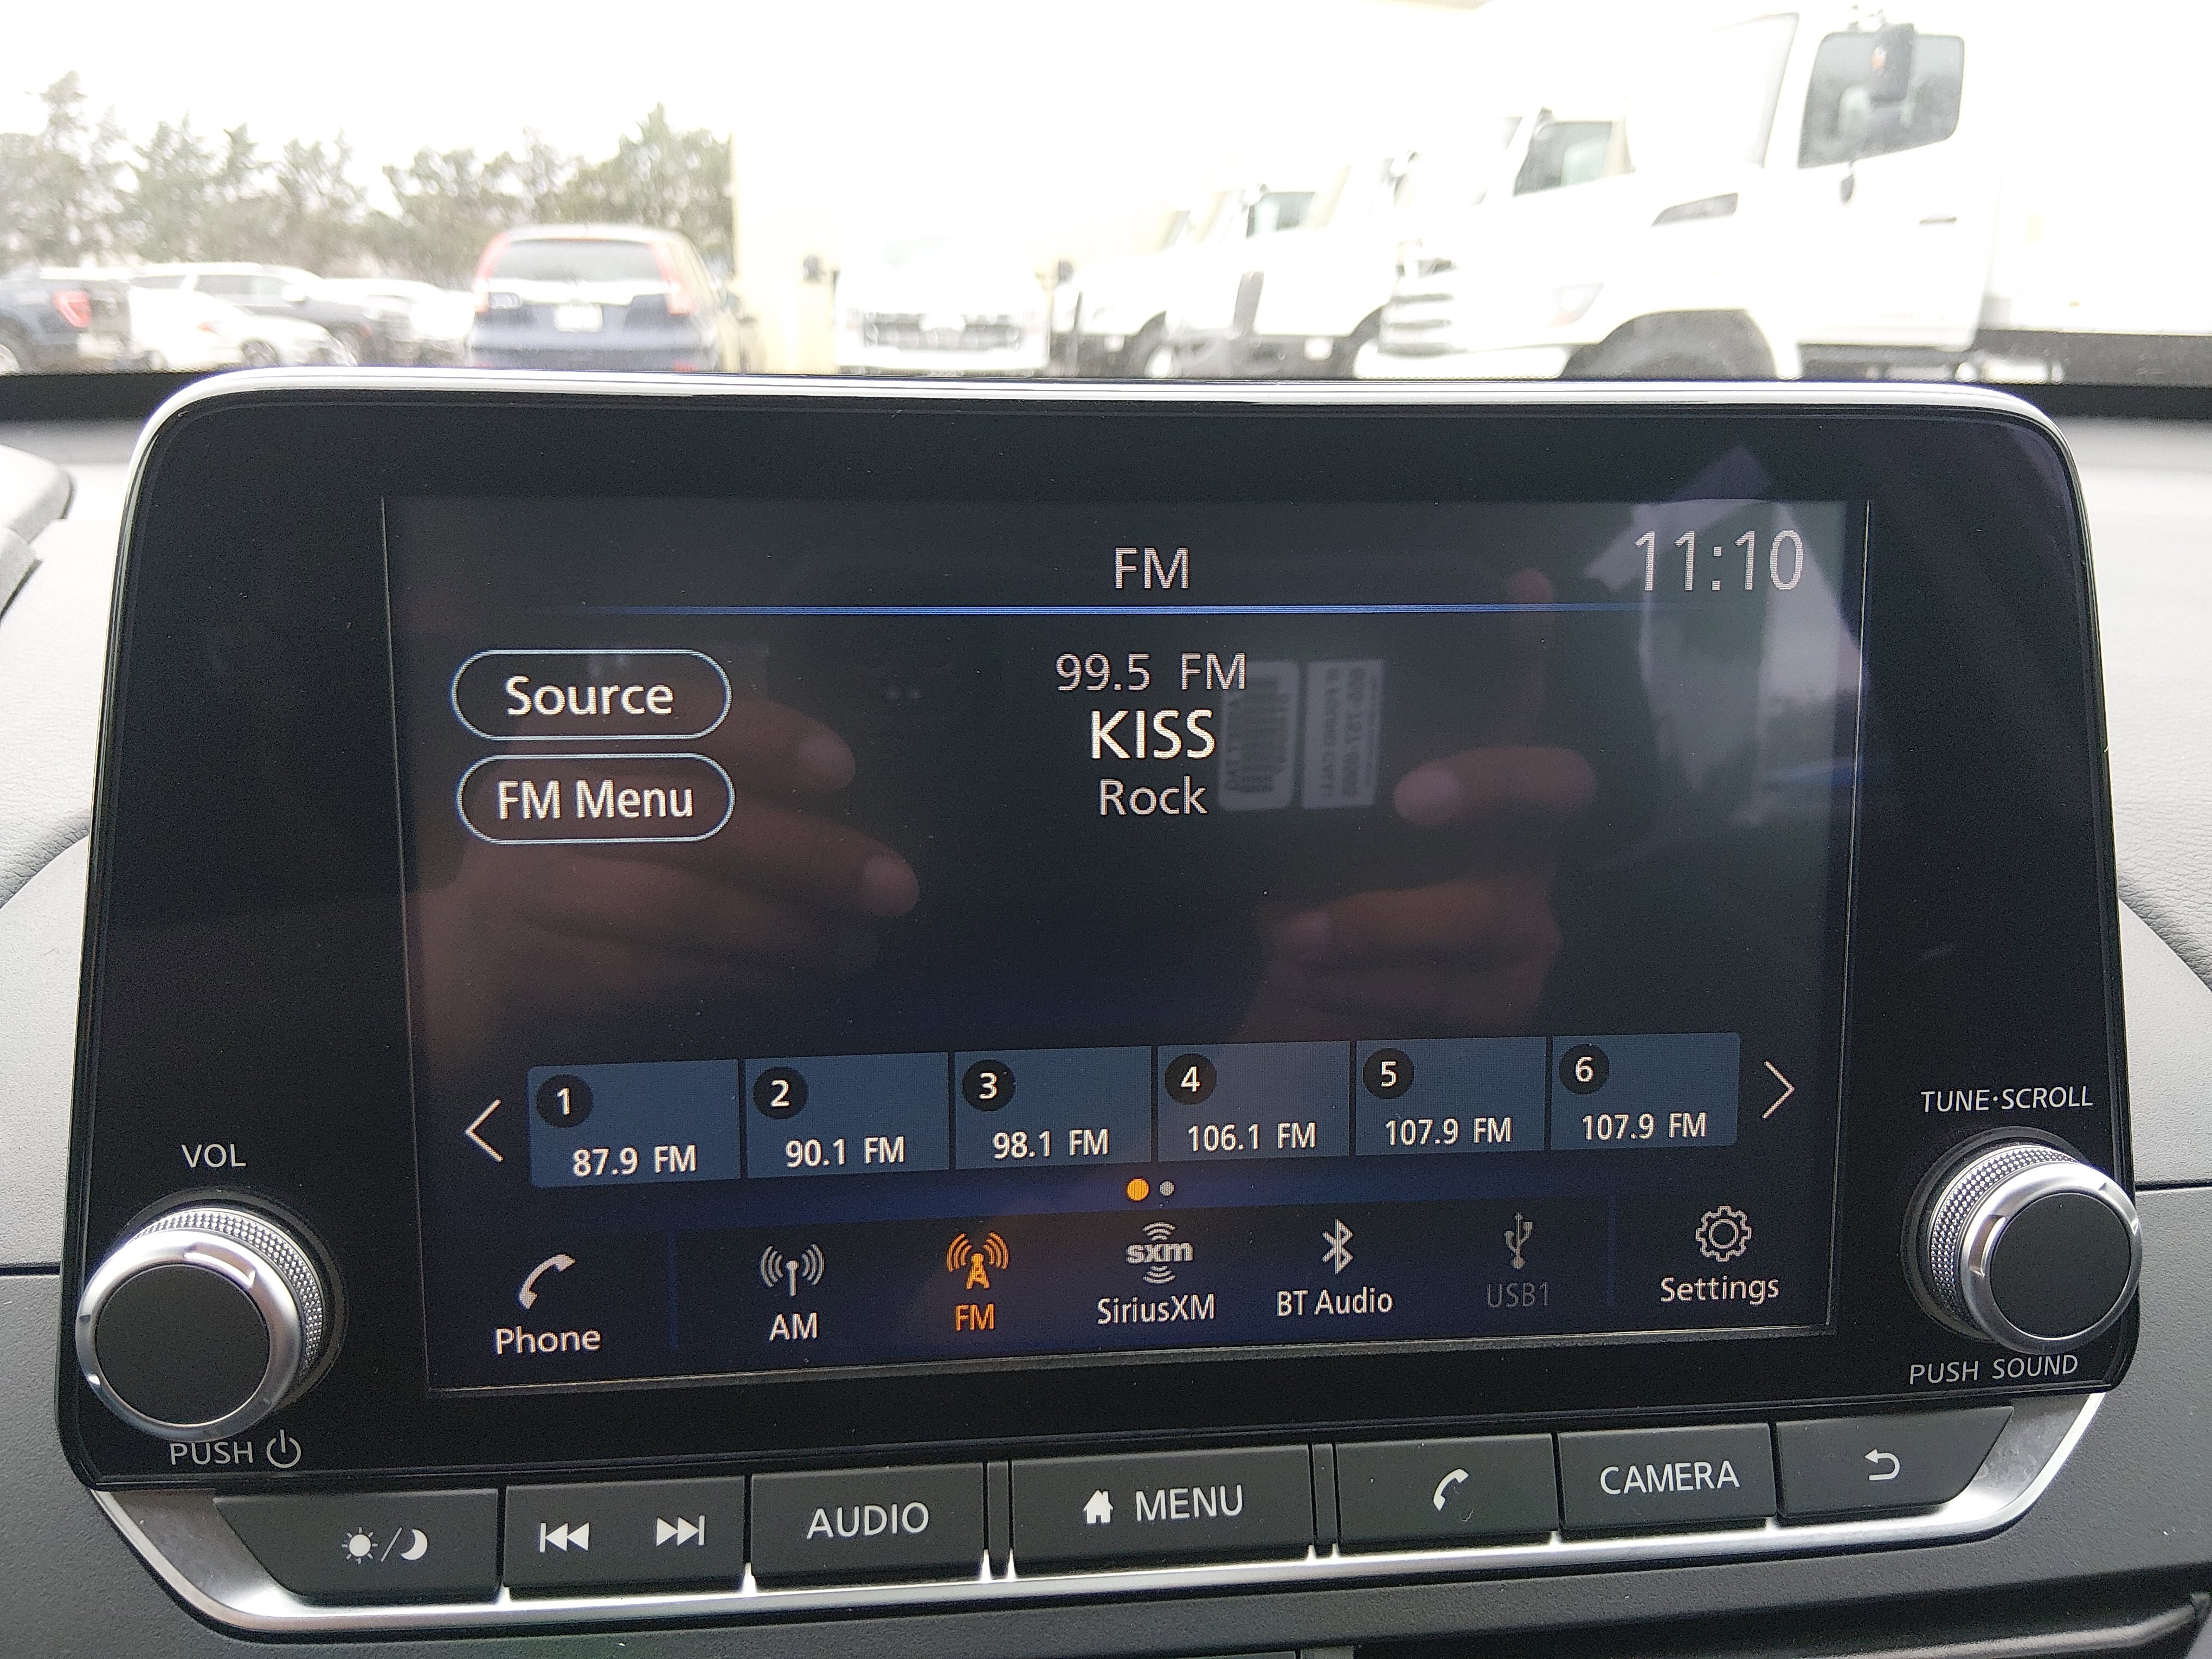 FM
11:10
Source
99.5 FM
KISS
FM Menu
Rock
1
2
3
4
5
6
87.9 FM
90.1 FM
98.1 FM
106.1 FM
107.9 FM
107.9 FM
TUNE·SCROLL
VOL
sxm
Phone
AM
FM
SiriusXM
BT Audio
USB1
Settings
PUSH SOUND
PUSH
AUDIO
MENU
CAMERA